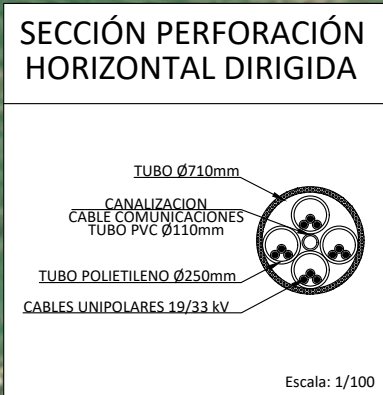 SECCIÓN PERFORACIÓN
HORIZONTAL DIRIGIDA
TUBO Ø710mm
CANALIZACION
CABLE COMUNICACIONES
TUBO PVC Ø110mm
TUBO POLIETILENO Ø250mm
CABLES UNIPOLARES 19/33 kV
Escala: 1/100